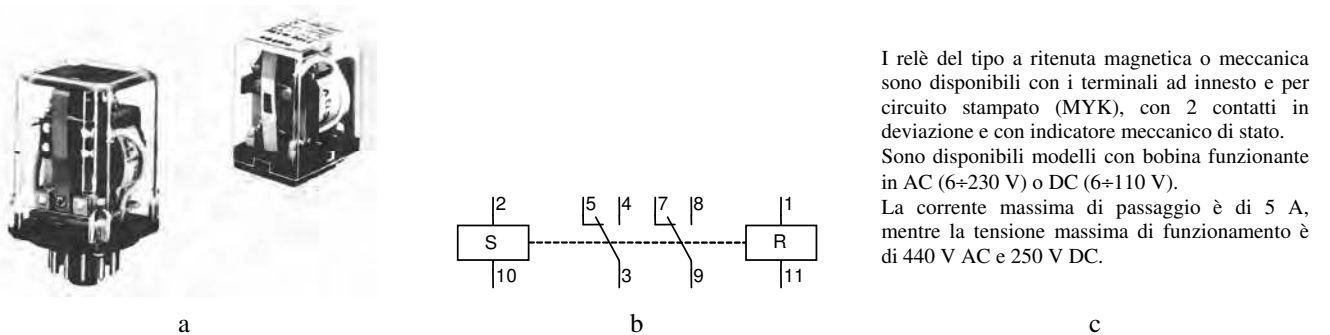 I relè del tipo a ritenuta magnetica o meccanica
sono disponibili con i terminali ad innesto e per
circuito stampato (MYK), con 2 contatti in
deviazione e con indicatore meccanico di stato.
Sono disponibili modelli con bobina funzionante
in AC (6÷230 V) o DC (6÷110 V).
La corrente massima di passaggio è di 5 A,
mentre la tensione massima di funzionamento è
di 440 V AC e 250 V DC.
2 5 4 7 8 1
S R
10 3 9 11
a b c